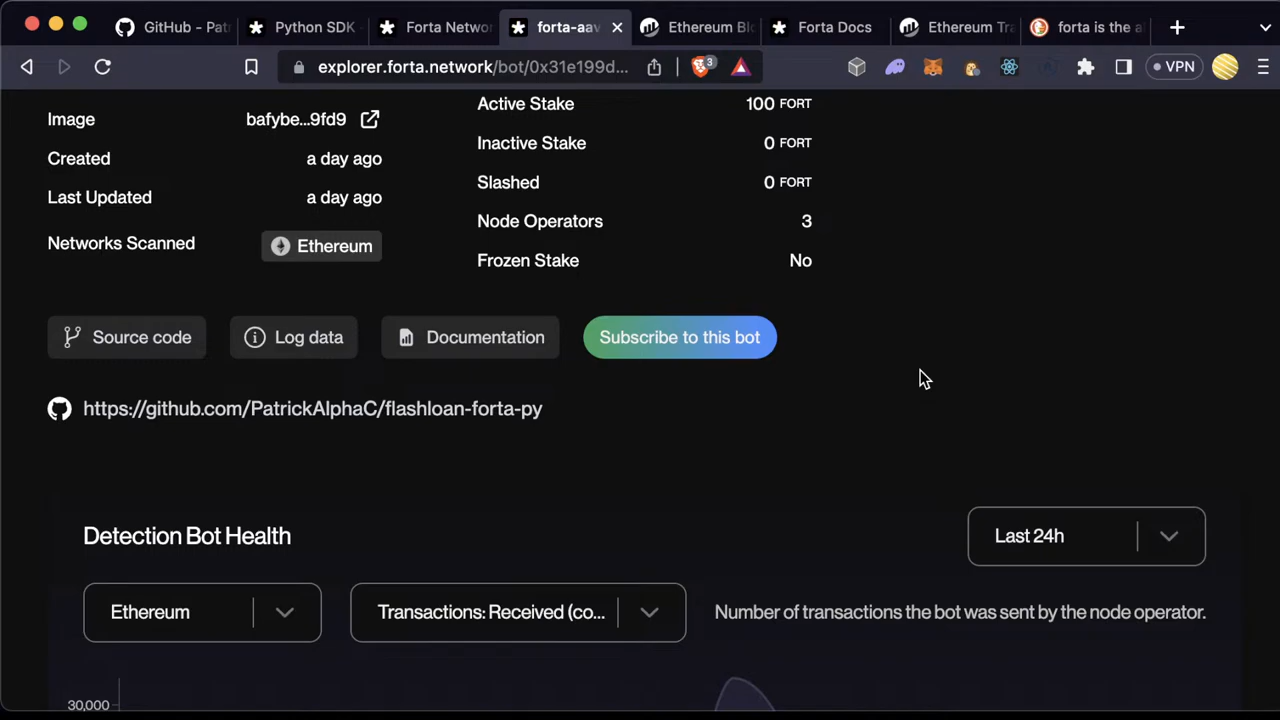 GitHub - Pat
Python SDK
Forta Netwo
forta-aav
Ethereum Blo
Forta Docs
Ethereum Tra
forta is the a
explorer.forta.network/bot/0x31e199d...
3
VPN
Image
bafybe...9fd9
Created
a day ago
Last Updated
a day ago
Networks Scanned
Ethereum
Active Stake
100 FORT
Inactive Stake
0 FORT
Slashed
0 FORT
Node Operators
3
Frozen Stake
No
Source code
Log data
Documentation
Subscribe to this bot
https://github.com/PatrickAlphaC/flashloan-forta-py
Detection Bot Health
Last 24h
Ethereum
Transactions: Received (co...
Number of transactions the bot was sent by the node operator.
30,000